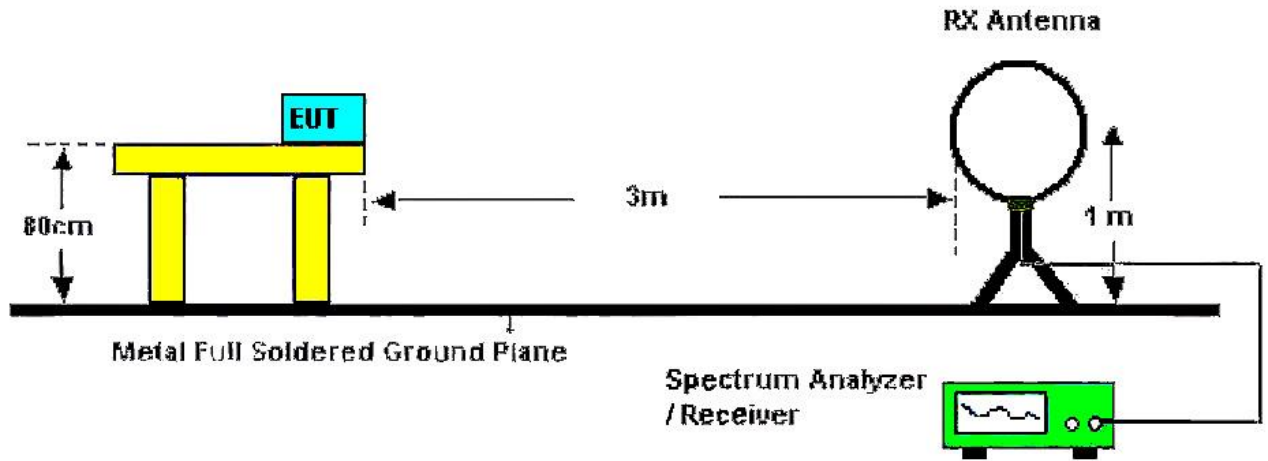 RX Antenna
EUT
3m
80cm
1 m
Metal Full Soldered Ground Plane
Spectrum Analyzer
/ Receiver